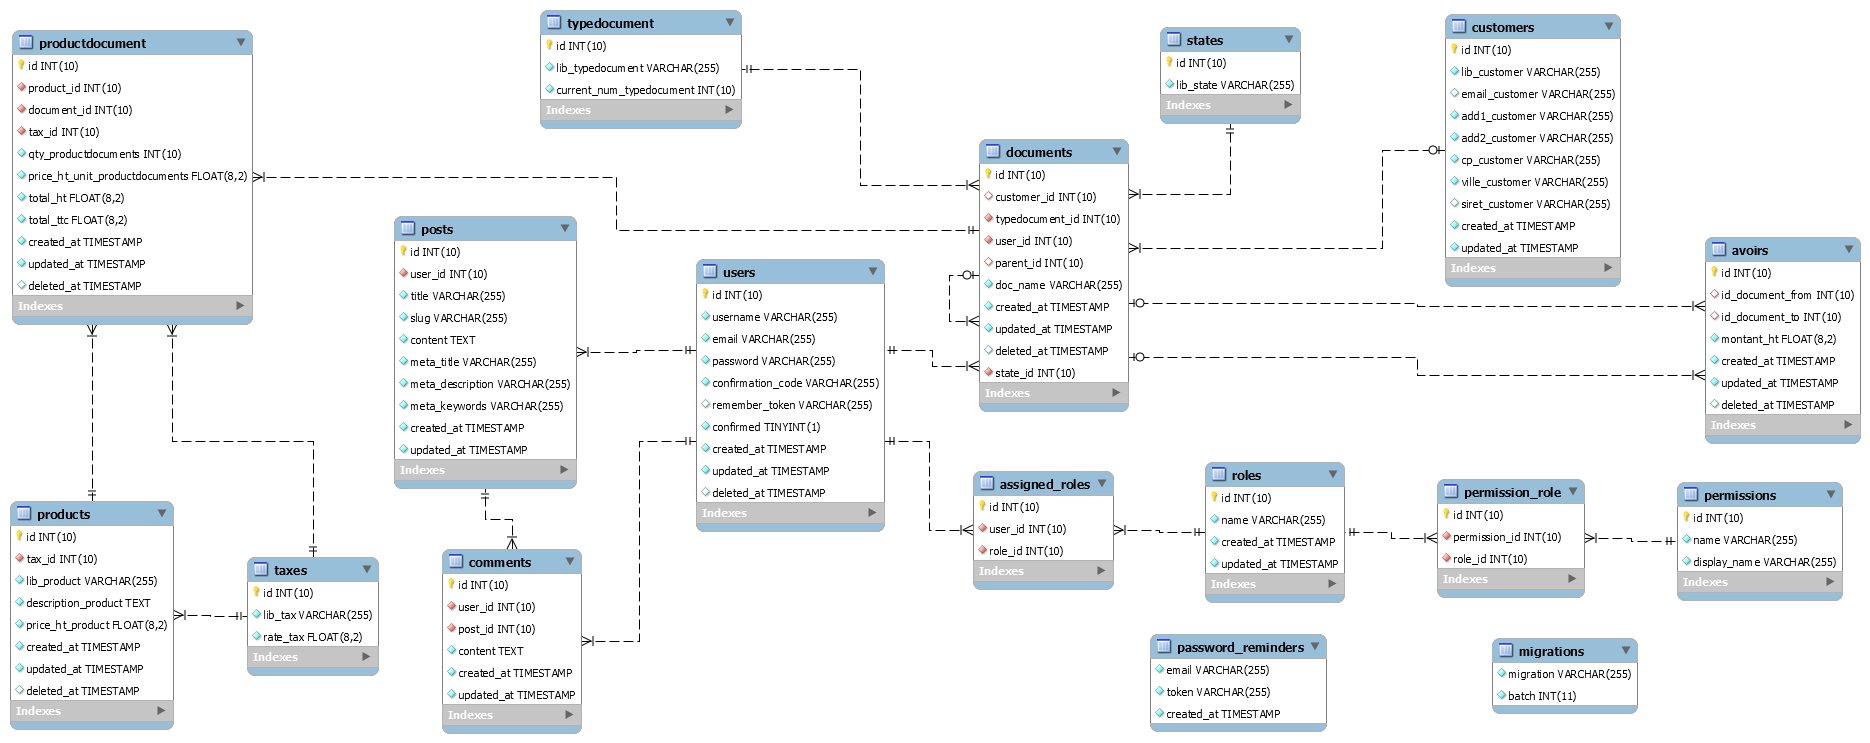 productdocument
id INT(10)
product_id INT(10)
document_id INT(10)
tax_id INT(10)
qty_productdocuments INT(10)
price_ht_unit_productdocuments FLOAT(8,2)
total_ht FLOAT(8,2)
total_ttc FLOAT(8,2)
created_at TIMESTAMP
updated_at TIMESTAMP
deleted_at TIMESTAMP
Indexes
typedocument
id INT(10)
lib_typedocument VARCHAR(255)
current_num_typedocument INT(10)
Indexes
states
id INT(10)
lib_state VARCHAR(255)
Indexes
customers
id INT(10)
lib_customer VARCHAR(255)
email_customer VARCHAR(255)
add1_customer VARCHAR(255)
add2_customer VARCHAR(255)
cp_customer VARCHAR(255)
ville_customer VARCHAR(255)
siret_customer VARCHAR(255)
created_at TIMESTAMP
updated_at TIMESTAMP
Indexes
documents
id INT(10)
customer_id INT(10)
typedocument_id INT(10)
user_id INT(10)
parent_id INT(10)
doc_name VARCHAR(255)
created_at TIMESTAMP
updated_at TIMESTAMP
deleted_at TIMESTAMP
state_id INT(10)
Indexes
posts
id INT(10)
user_id INT(10)
title VARCHAR(255)
slug VARCHAR(255)
content TEXT
meta_title VARCHAR(255)
meta_description VARCHAR(255)
meta_keywords VARCHAR(255)
created_at TIMESTAMP
updated_at TIMESTAMP
Indexes
users
id INT(10)
username VARCHAR(255)
email VARCHAR(255)
password VARCHAR(255)
confirmation_code VARCHAR(255)
remember_token VARCHAR(255)
confirmed TINYINT(1)
created_at TIMESTAMP
updated_at TIMESTAMP
deleted_at TIMESTAMP
Indexes
avoirs
id INT(10)
id_document_from INT(10)
id_document_to INT(10)
montant_ht FLOAT(8,2)
created_at TIMESTAMP
updated_at TIMESTAMP
deleted_at TIMESTAMP
Indexes
products
id INT(10)
tax_id INT(10)
lib_product VARCHAR(255)
description_product TEXT
price_ht_product FLOAT(8,2)
created_at TIMESTAMP
updated_at TIMESTAMP
deleted_at TIMESTAMP
Indexes
taxes
id INT(10)
lib_tax VARCHAR(255)
rate_tax FLOAT(8,2)
Indexes
comments
id INT(10)
user_id INT(10)
post_id INT(10)
content TEXT
created_at TIMESTAMP
updated_at TIMESTAMP
Indexes
assigned_roles
id INT(10)
user_id INT(10)
role_id INT(10)
Indexes
roles
id INT(10)
name VARCHAR(255)
created_at TIMESTAMP
updated_at TIMESTAMP
Indexes
permission_role
id INT(10)
permission_id INT(10)
role_id INT(10)
Indexes
permissions
id INT(10)
name VARCHAR(255)
display_name VARCHAR(255)
Indexes
password_reminders
email VARCHAR(255)
token VARCHAR(255)
created_at TIMESTAMP
migrations
migration VARCHAR(255)
batch INT(11)